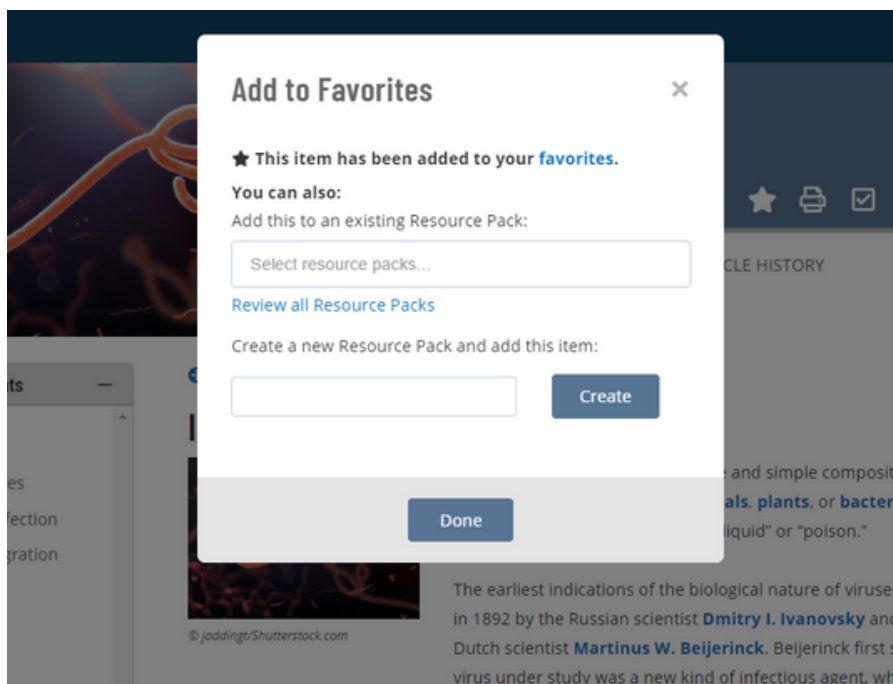 Add to Favorites
×
★ This item has been added to your favorites.
You can also:
Add this to an existing Resource Pack:
Select resource packs...
Review all Resource Packs
Create a new Resource Pack and add this item:
Create
Done
CLE HISTORY
ts
es
fection
gration
© joddingt/Shutterstock.com
and simple composit
als, plants, or bacter
liquid” or “poison.”
The earliest indications of the biological nature of viruse
in 1892 by the Russian scientist Dmitry I. Ivanovsky and
Dutch scientist Martinus W. Beijerinck. Beijerinck first s
virus under study was a new kind of infectious agent, wh